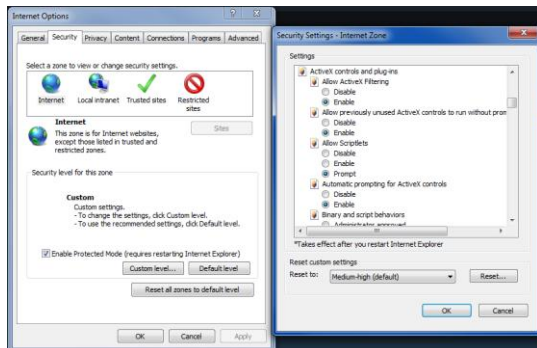 Internet Options
General Security Privacy Content Connections Programs Advanced
Select a zone to view or change security settings.
Internet Local intranet Trusted sites Restricted
sites
Internet
This zone is for Internet websites,
except those listed in trusted and
restricted zones.
Sites
Security level for this zone
Custom
Custom settings.
- To change the settings, click Custom level.
- To use the recommended settings, click Default level.
Enable Protected Mode (requires restarting Internet Explorer)
Custom level... Default level
Reset all zones to default level
OK Cancel Apply
Security Settings - Internet Zone
Settings
ActiveX controls and plug-ins
Allow ActiveX Filtering
Disable
Enable
Allow previously unused ActiveX controls to run without prom
Disable
Enable
Allow Scriptlets
Disable
Enable
Prompt
Automatic prompting for ActiveX controls
Disable
Enable
Binary and script behaviors
Administrator approved
*Takes effect after you restart Internet Explorer
Reset custom settings
Reset to: Medium-high (default) Reset...
OK Cancel